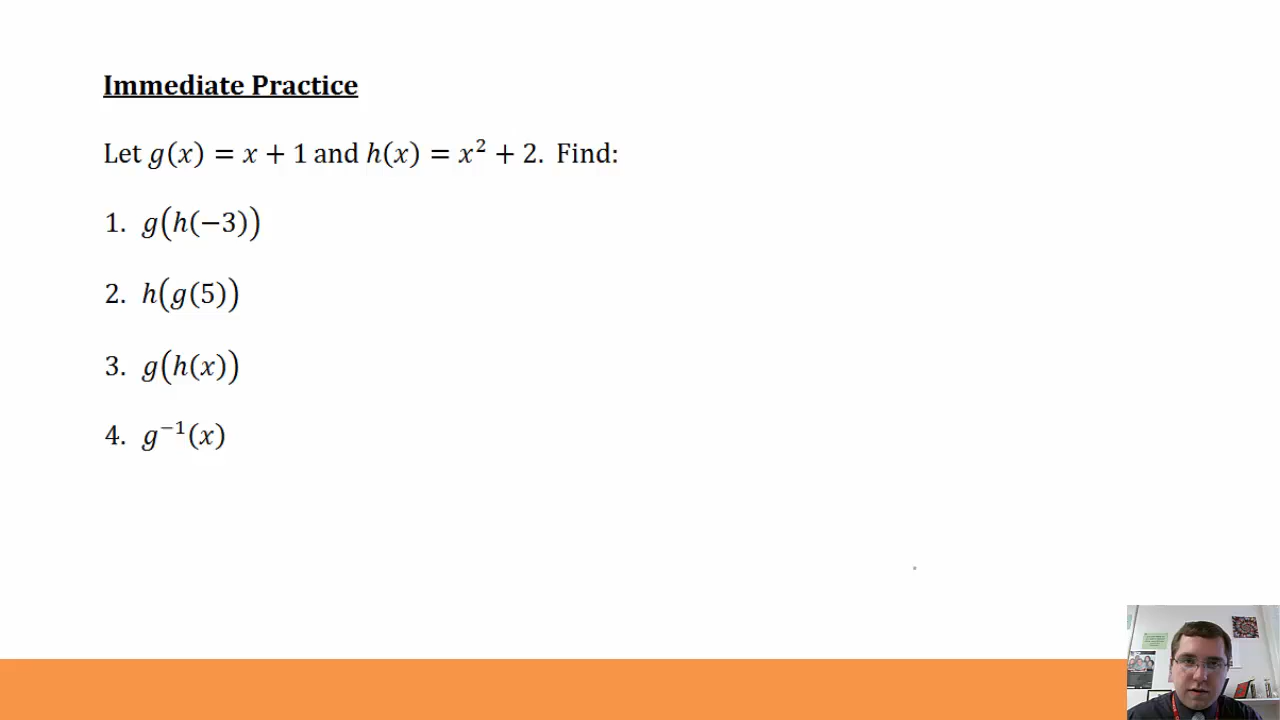 Immediate Practice
Let g(x) = x + 1 and h(x) = x² + 2. Find:
1. g(h(−3))
2. h(g(5))
3. g(h(x))
4. g⁻¹(x)